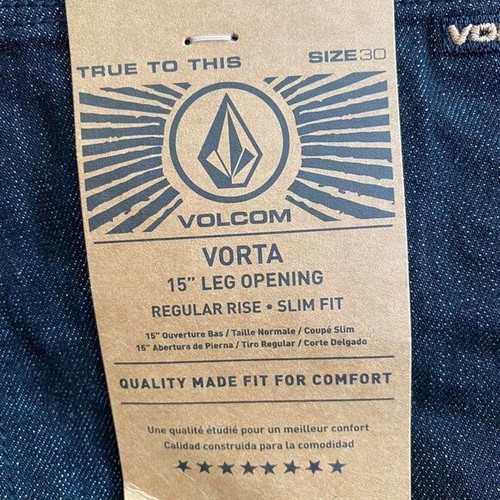 TRUE TO THIS SIZE 30
VOLCOM
VORTA
15" LEG OPENING
REGULAR RISE • SLIM FIT
15" Ouverture Bas / Taille Normale / Coupé Slim
15" Abertura de Pierna / Tiro Regular / Corte Delgado
QUALITY MADE FIT FOR COMFORT
Une qualité étudié pour un meilleur confort
Calidad construida para la comodidad
VO